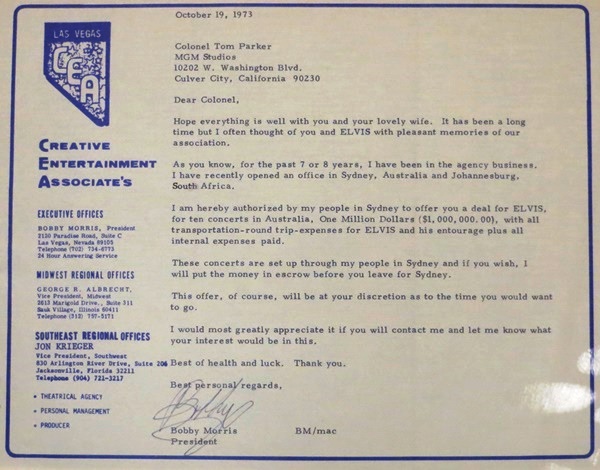 October 19, 1973
LAS VEGAS
CEA
Colonel Tom Parker
MGM Studios
10202 W. Washington Blvd.
Culver City, California 90230
Dear Colonel,
Hope everything is well with you and your lovely wife. It has been a long
time but I often thought of you and ELVIS with pleasant memories of our
association.
As you know, for the past 7 or 8 years, I have been in the agency business.
I have recently opened an office in Sydney, Australia and Johannesburg,
South Africa.
I am hereby authorized by my people in Sydney to offer you a deal for ELVIS,
for ten concerts in Australia, One Million Dollars ($1,000,000.00), with all
transportation-round trip-expenses for ELVIS and his entourage plus all
internal expenses paid.
These concerts are set up through my people in Sydney and if you wish, I
will put the money in escrow before you leave for Sydney.
This offer, of course, will be at your discretion as to the time you would want
to go.
I would most greatly appreciate it if you will contact me and let me know what
your interest would be in this.
Best of health and luck. Thank you.
Best personal regards,
Bobby
Bobby Morris BM/mac
President
CREATIVE
ENTERTAINMENT
ASSOCIATE'S
EXECUTIVE OFFICES
BOBBY MORRIS, President
2130 Paradise Road, Suite C
Las Vegas, Nevada 89105
Telephone (702) 734-6773
24 Hour Answering Service
MIDWEST REGIONAL OFFICES
GEORGE R. ALBRECHT,
Vice President, Midwest
2813 Marigold Drive., Suite 311
Sauk Village, Illinois 60411
Telephone (312) 757-5171
SOUTHEAST REGIONAL OFFICES
JON KRIEGER
Vice President, Southwest
830 Arlington River Drive, Suite 206
Jacksonville, Florida 32211
Telephone (904) 721-3217
• THEATRICAL AGENCY
• PERSONAL MANAGEMENT
• PRODUCER